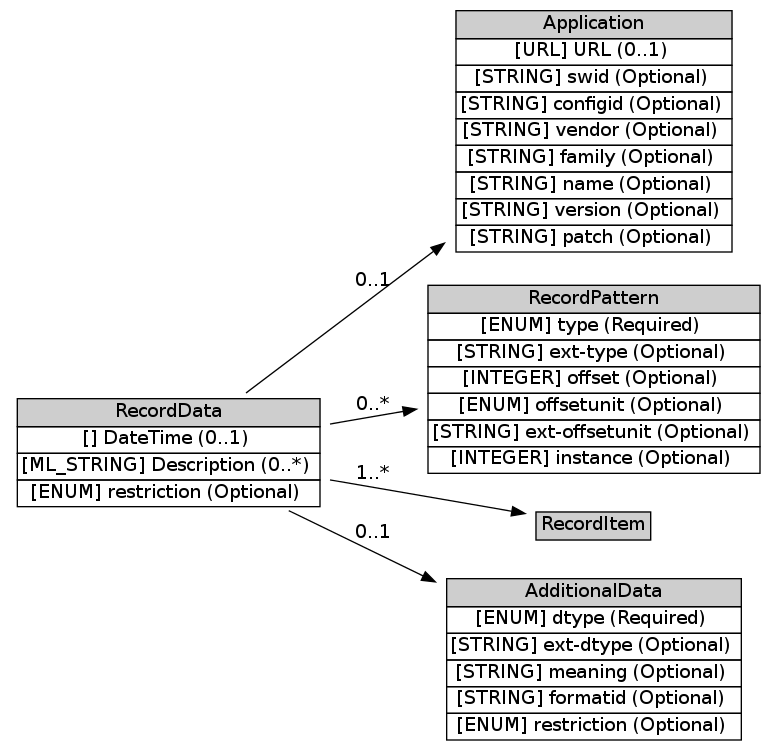 Application
[URL] URL (0..1)
[STRING] swid (Optional)
[STRING] configid (Optional)
[STRING] vendor (Optional)
[STRING] family (Optional)
[STRING] name (Optional)
[STRING] version (Optional)
[STRING] patch (Optional)
0..1
RecordPattern
[ENUM] type (Required)
[STRING] ext-type (Optional)
[INTEGER] offset (Optional)
[ENUM] offsetunit (Optional)
[STRING] ext-offsetunit (Optional)
[INTEGER] instance (Optional)
0..*
RecordData
[] DateTime (0..1)
[ML_STRING] Description (0..*)
[ENUM] restriction (Optional)
1..*
RecordItem
0..1
AdditionalData
[ENUM] dtype (Required)
[STRING] ext-dtype (Optional)
[STRING] meaning (Optional)
[STRING] formatid (Optional)
[ENUM] restriction (Optional)